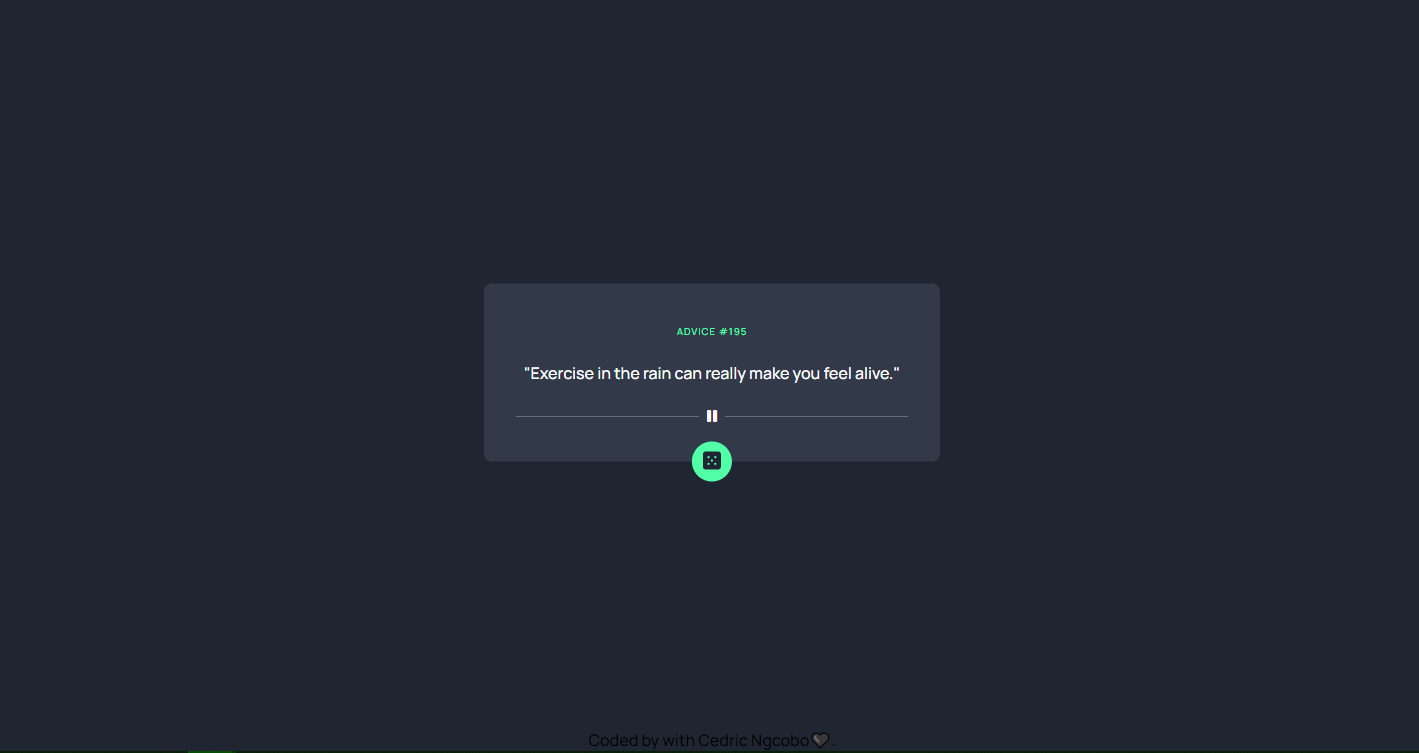 ADVICE #195
"Exercise in the rain can really make you feel alive."
Coded by with Cedric Ngcobo🖤.